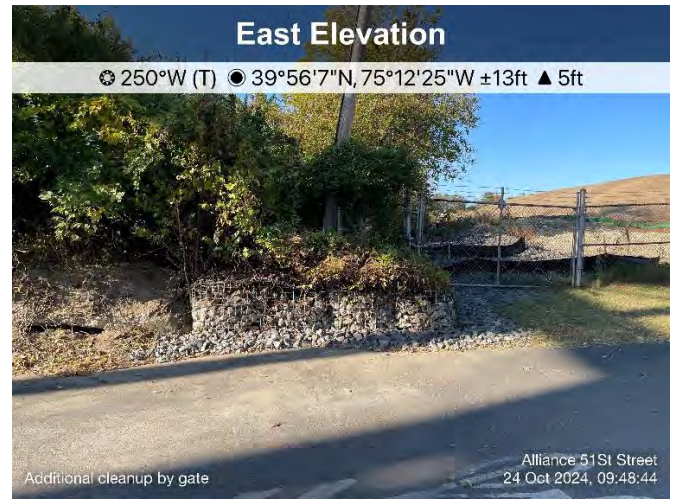 East Elevation
250°W (T) 39°56'7"N, 75°12'25"W ±13ft ▲ 5ft
Additional cleanup by gate
Alliance 51St Street
24 Oct 2024, 09:48:44